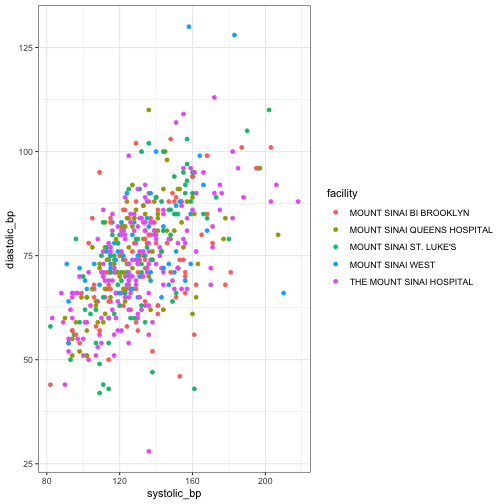 125
100
75
50
25
diastolic_bp
80
120
160
200
systolic_bp
facility
MOUNT SINAI BI BROOKLYN
MOUNT SINAI QUEENS HOSPITAL
MOUNT SINAI ST. LUKE'S
MOUNT SINAI WEST
THE MOUNT SINAI HOSPITAL